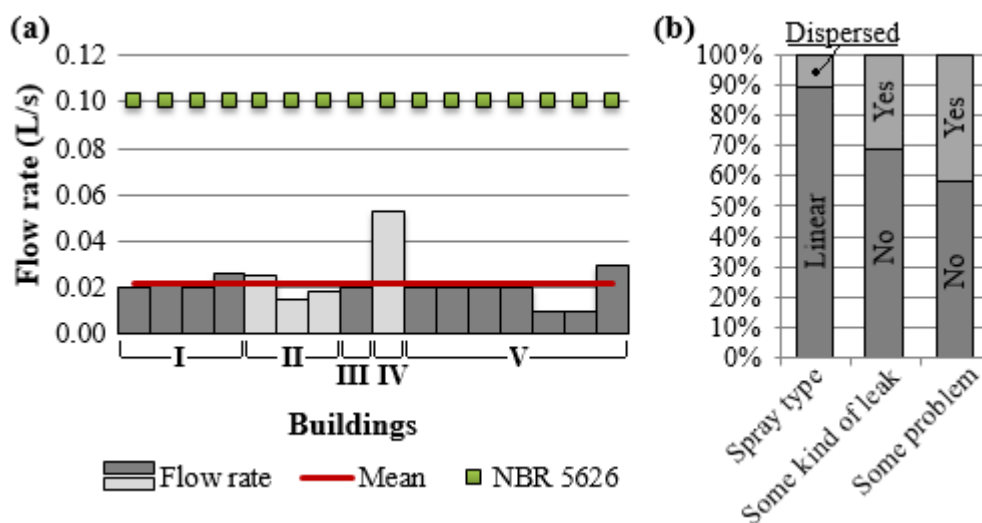 (a)
Flow rate (L/s)
0.12
0.10
0.08
0.06
0.04
0.02
0.00
I II III IV V
Buildings
Flow rate Mean NBR 5626
(b)
Dispersed
100%
90%
80%
70%
60%
50%
40%
30%
20%
10%
0%
Linear
Yes
No
Yes
No
Spray type
Some kind of leak
Some problem